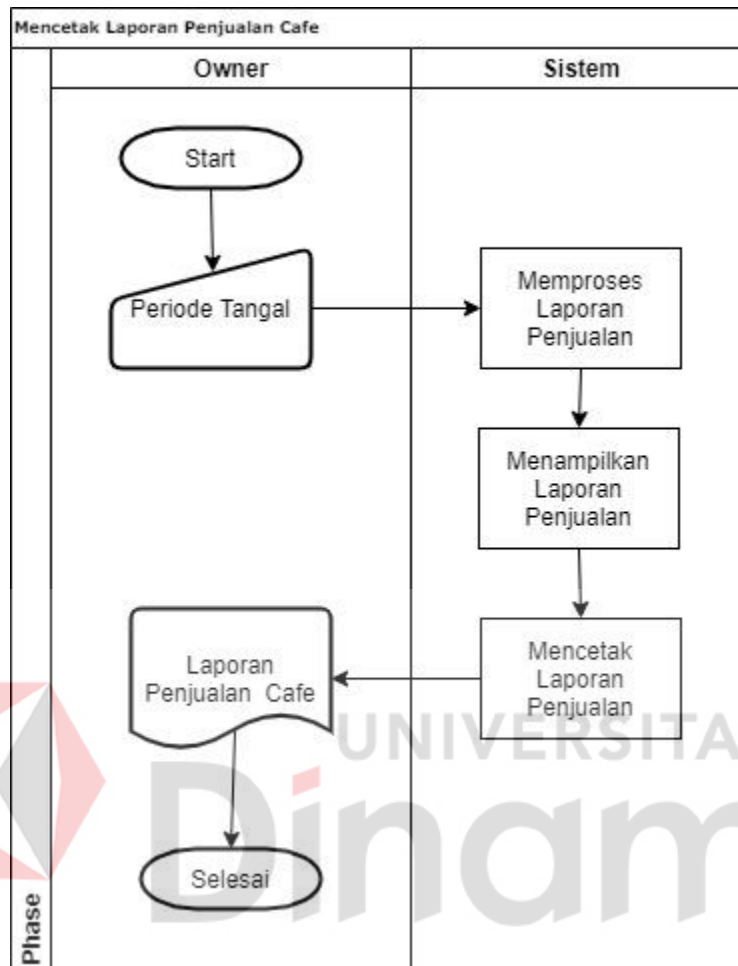 Mencetak Laporan Penjualan Cafe
Owner
Sistem
Start
Periode Tangal
Memproses
Laporan
Penjualan
Menampilkan
Laporan
Penjualan
Mencetak
Laporan
Penjualan
Laporan
Penjualan Cafe
Selesai
Phase
UNIVERSITA
Dinam